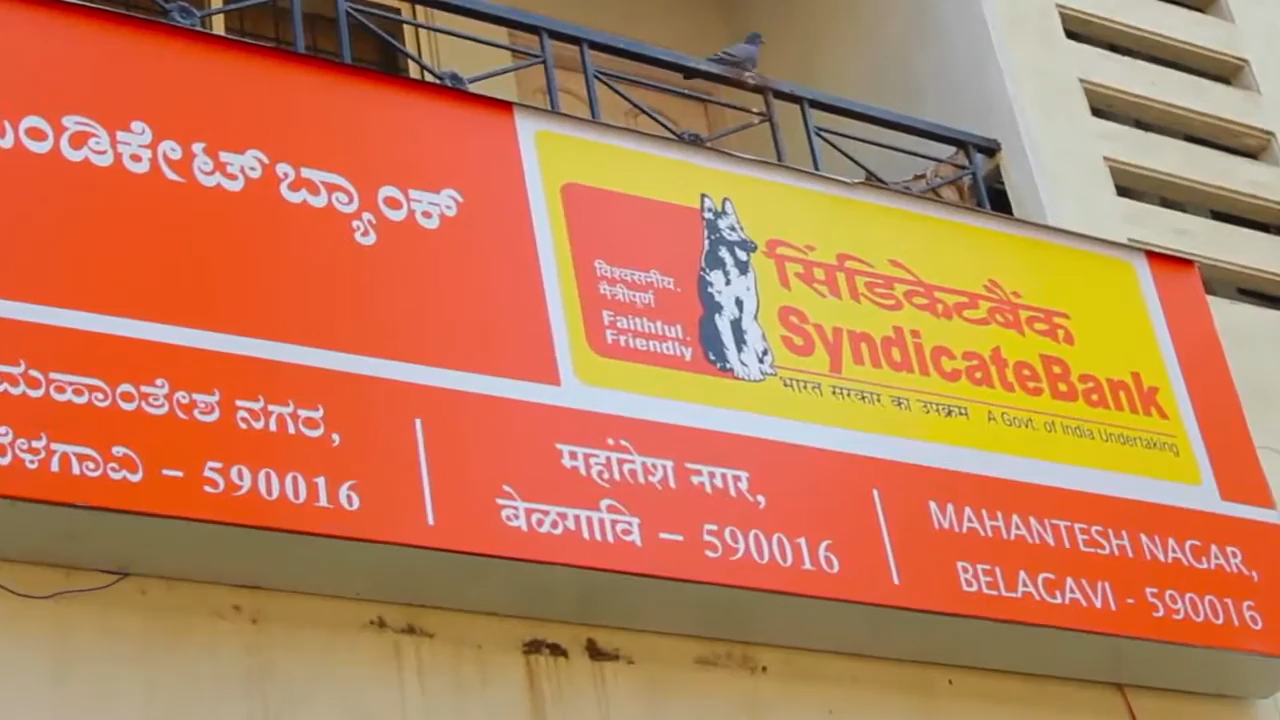 ಬ್ಯಾಂಕ್
विश्वसनीय.
मैत्रीपूर्ण
Faithful.
Friendly
सिंडिकेटबैंक
SyndicateBank
भारत सरकार का उपक्रम A Govt. of India Undertaking
ಮಹಾಂತೇಶ ನಗರ,
ಬೆಳಗಾವಿ – 590016
महांतेश नगर,
बेळगावि – 590016
MAHANTESH NAGAR,
BELAGAVI - 590016